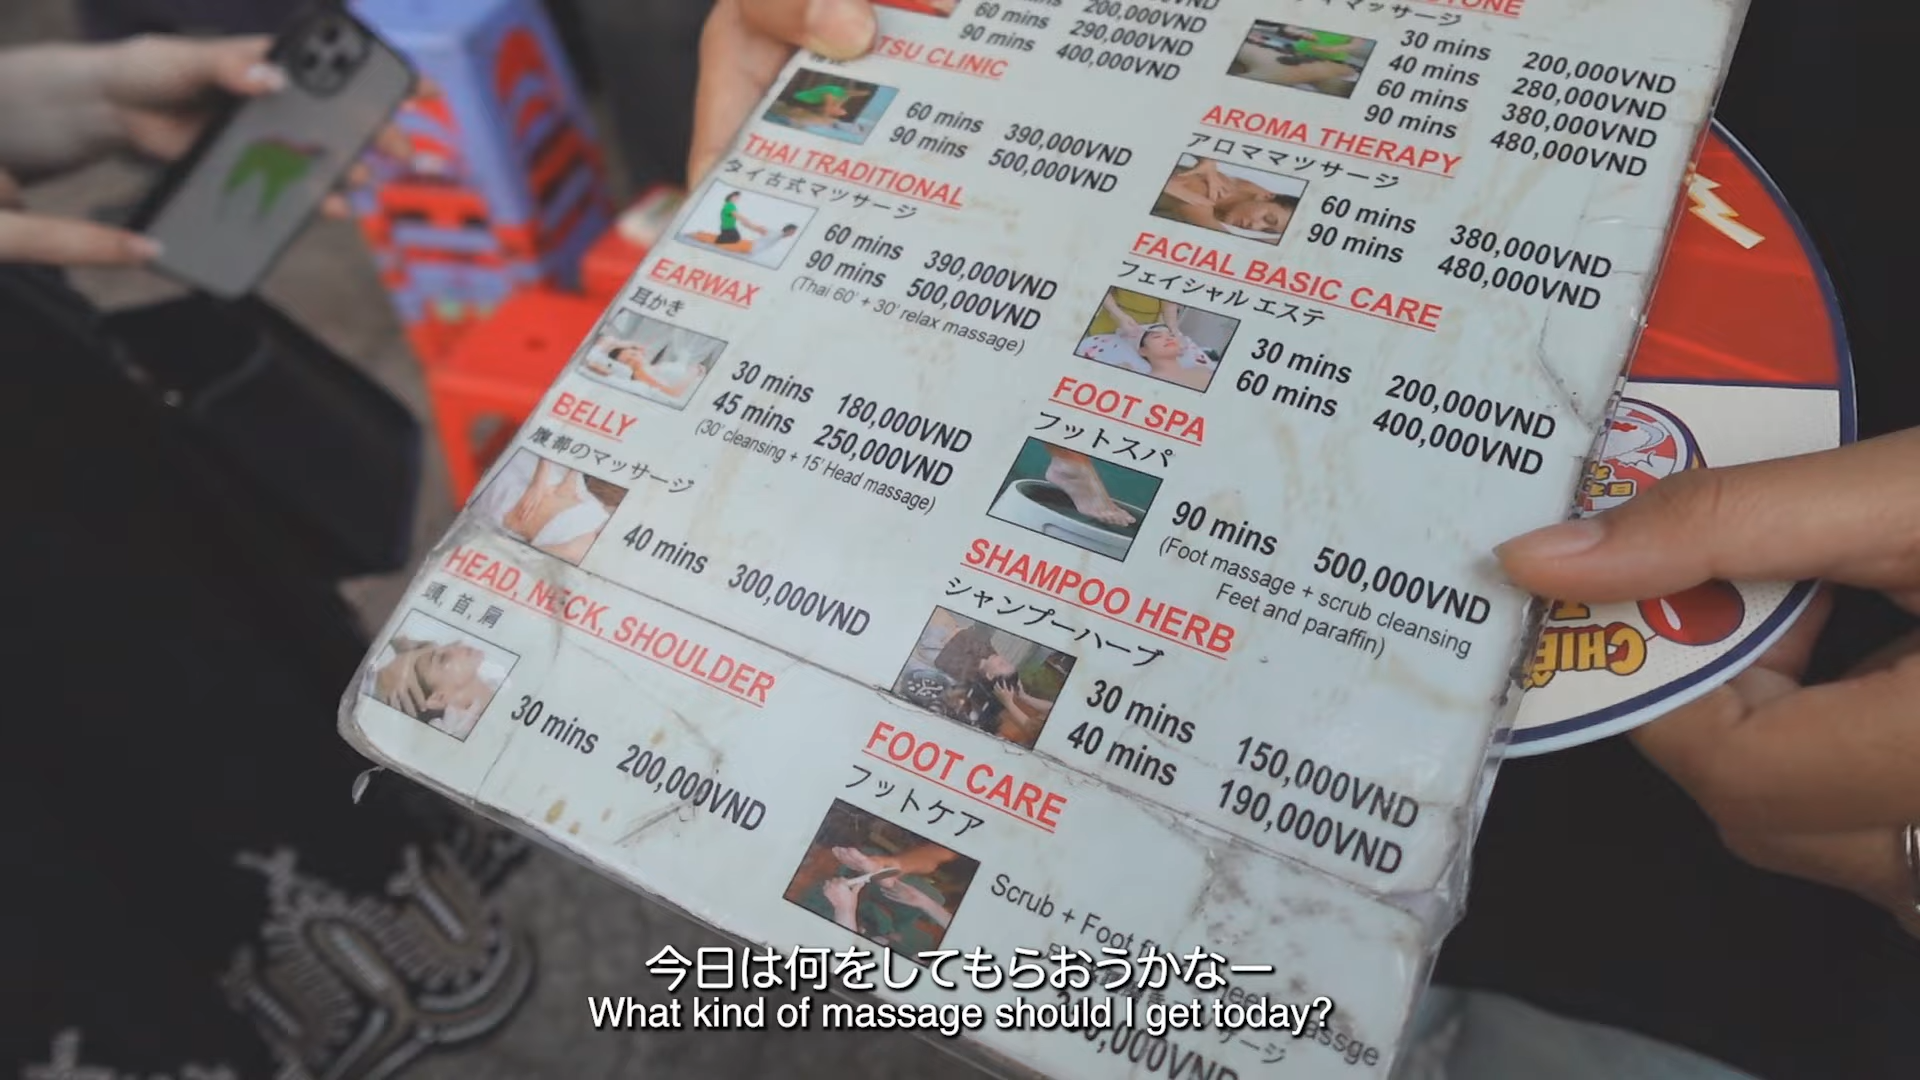 60 mins 200,000VND
90 mins 290,000VND
400,000VND
TSU CLINIC
60 mins 390,000VND
90 mins 500,000VND
THAI TRADITIONAL
タイ古式マッサージ
60 mins 390,000VND
90 mins 500,000VND
(Thai 60' + 30' relax massage)
EARWAX
耳かき
30 mins 180,000VND
45 mins 250,000VND
(30' cleansing + 15' Head massage)
BELLY
腹部のマッサージ
40 mins 300,000VND
HEAD, NECK, SHOULDER
頭, 首, 肩
30 mins 200,000VND
マッサージ
30 mins 200,000VND
40 mins 280,000VND
60 mins 380,000VND
90 mins 480,000VND
AROMA THERAPY
アロママッサージ
60 mins 380,000VND
90 mins 480,000VND
FACIAL BASIC CARE
フェイシャル エステ
30 mins 200,000VND
60 mins 400,000VND
FOOT SPA
フットスパ
90 mins 500,000VND
(Foot massage + scrub cleansing
Feet and paraffin)
SHAMPOO HERB
シャンプーハーブ
30 mins 150,000VND
40 mins 190,000VND
FOOT CARE
フットケア
Scrub + Foot
今日は何をしてもらおうかなー
What kind of massage should I get today?